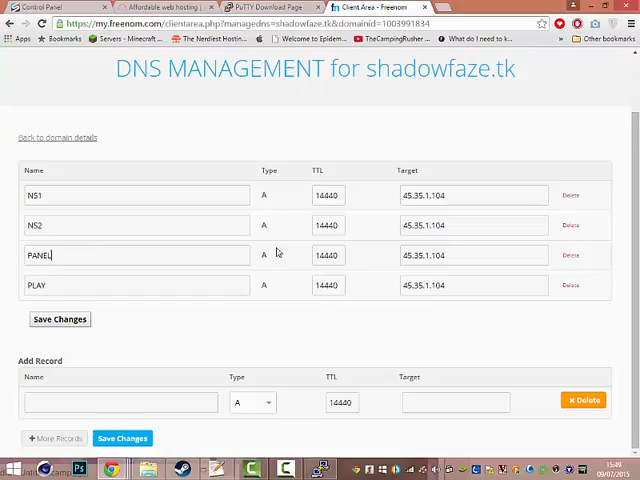 Control Panel
Affordable web hosting |
PuTTY Download Page
Client Area - Freenom
https://my.freenom.com/clientarea.php?managedns=shadowfaze.tk&domainid=1003991834
Apps
Bookmarks
Servers - Minecraft
The Nerdiest Hosting
Welcome to Epidem
TheCampingRusher
What do I need to k
Other bookmarks
DNS MANAGEMENT for shadowfaze.tk
Back to domain details
Name Type TTL Target
NS1 A 14440 45.35.1.104 Delete
NS2 A 14440 45.35.1.104 Delete
PANEL A 14440 45.35.1.104 Delete
PLAY A 14440 45.35.1.104 Delete
Save Changes
Add Record
Name Type TTL Target
A 14440 Delete
+ More Records Save Changes
15:49
09/07/2015